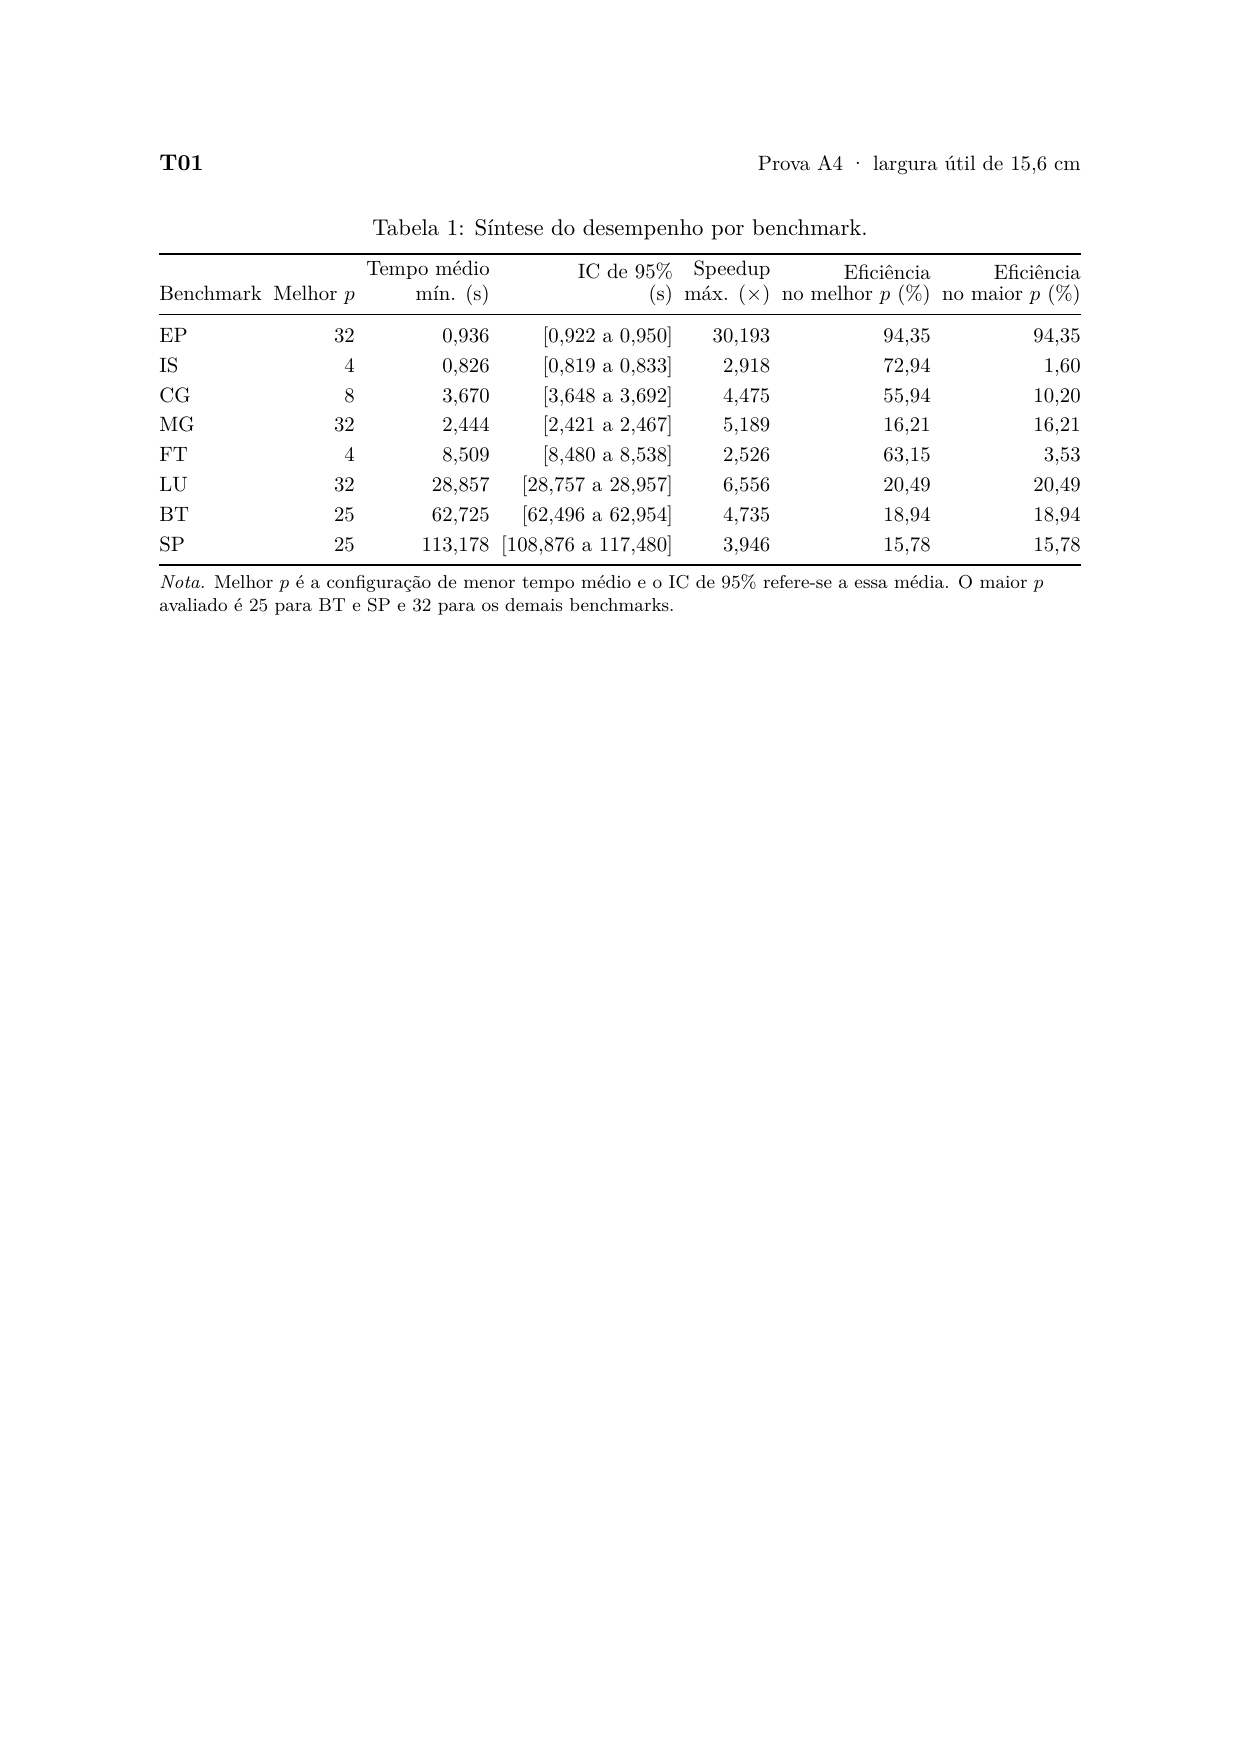 T01 Prova A4 · largura útil de 15,6 cm
Tabela 1: Síntese do desempenho por benchmark.
Tempo médio IC de 95% Speedup Eficiência Eficiência
Benchmark Melhor p mín. (s) (s) máx. (×) no melhor p (%) no maior p (%)
EP 32 0,936 [0,922 a 0,950] 30,193 94,35 94,35
IS 4 0,826 [0,819 a 0,833] 2,918 72,94 1,60
CG 8 3,670 [3,648 a 3,692] 4,475 55,94 10,20
MG 32 2,444 [2,421 a 2,467] 5,189 16,21 16,21
FT 4 8,509 [8,480 a 8,538] 2,526 63,15 3,53
LU 32 28,857 [28,757 a 28,957] 6,556 20,49 20,49
BT 25 62,725 [62,496 a 62,954] 4,735 18,94 18,94
SP 25 113,178 [108,876 a 117,480] 3,946 15,78 15,78
Nota. Melhor p é a configuração de menor tempo médio e o IC de 95% refere-se a essa média. O maior p
avaliado é 25 para BT e SP e 32 para os demais benchmarks.